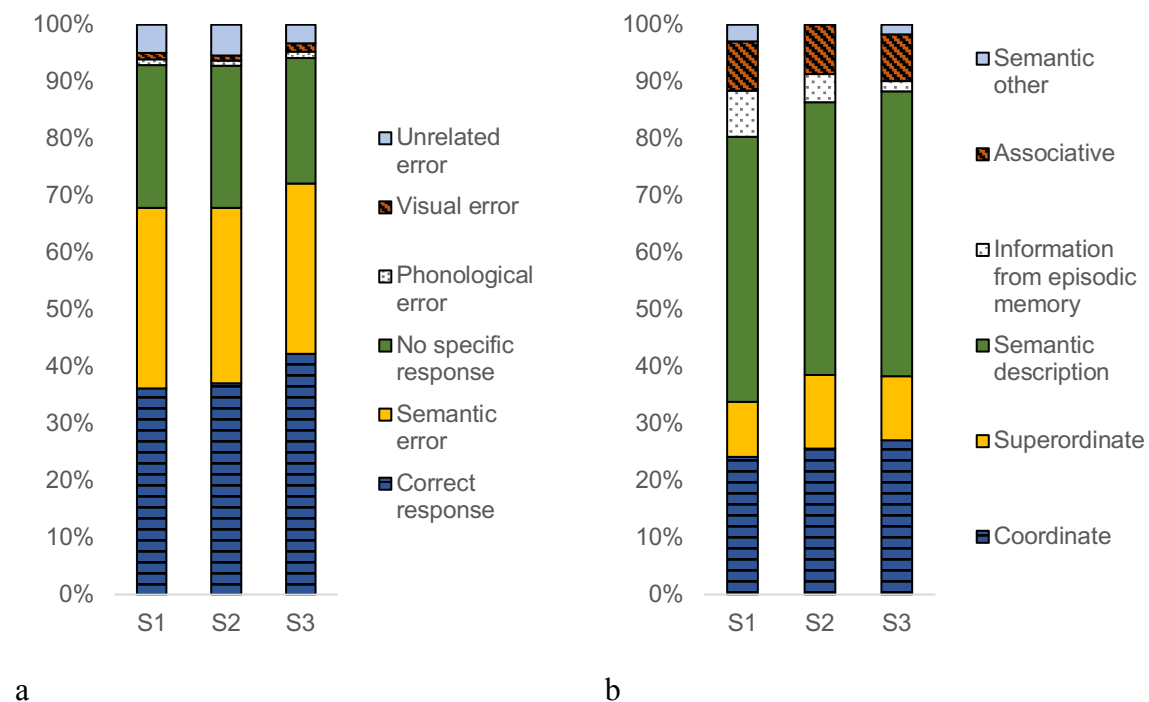 100%
90%
80%
70%
60%
50%
40%
30%
20%
10%
0%
S1 S2 S3
Unrelated
error
Visual error
Phonological
error
No specific
response
Semantic
error
Correct
response
a
100%
90%
80%
70%
60%
50%
40%
30%
20%
10%
0%
S1 S2 S3
Semantic
other
Associative
Information
from episodic
memory
Semantic
description
Superordinate
Coordinate
b